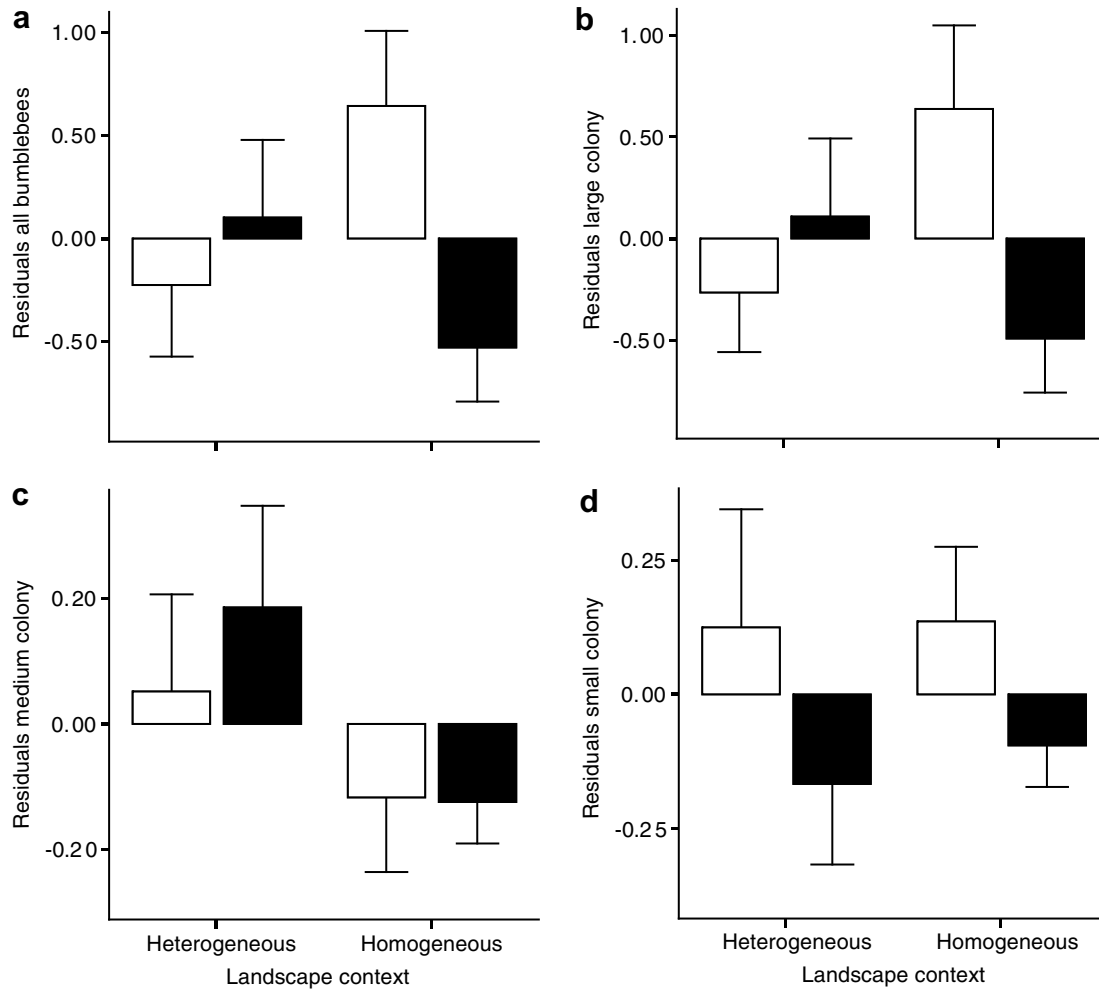 a
Residuals all bumblebees
1.00
0.50
0.00
-0.50
b
Residuals large colony
1.00
0.50
0.00
-0.50
c
Residuals medium colony
0.20
0.00
-0.20
Heterogeneous Homogeneous
Landscape context
d
Residuals small colony
0.25
0.00
-0.25
Heterogeneous Homogeneous
Landscape context